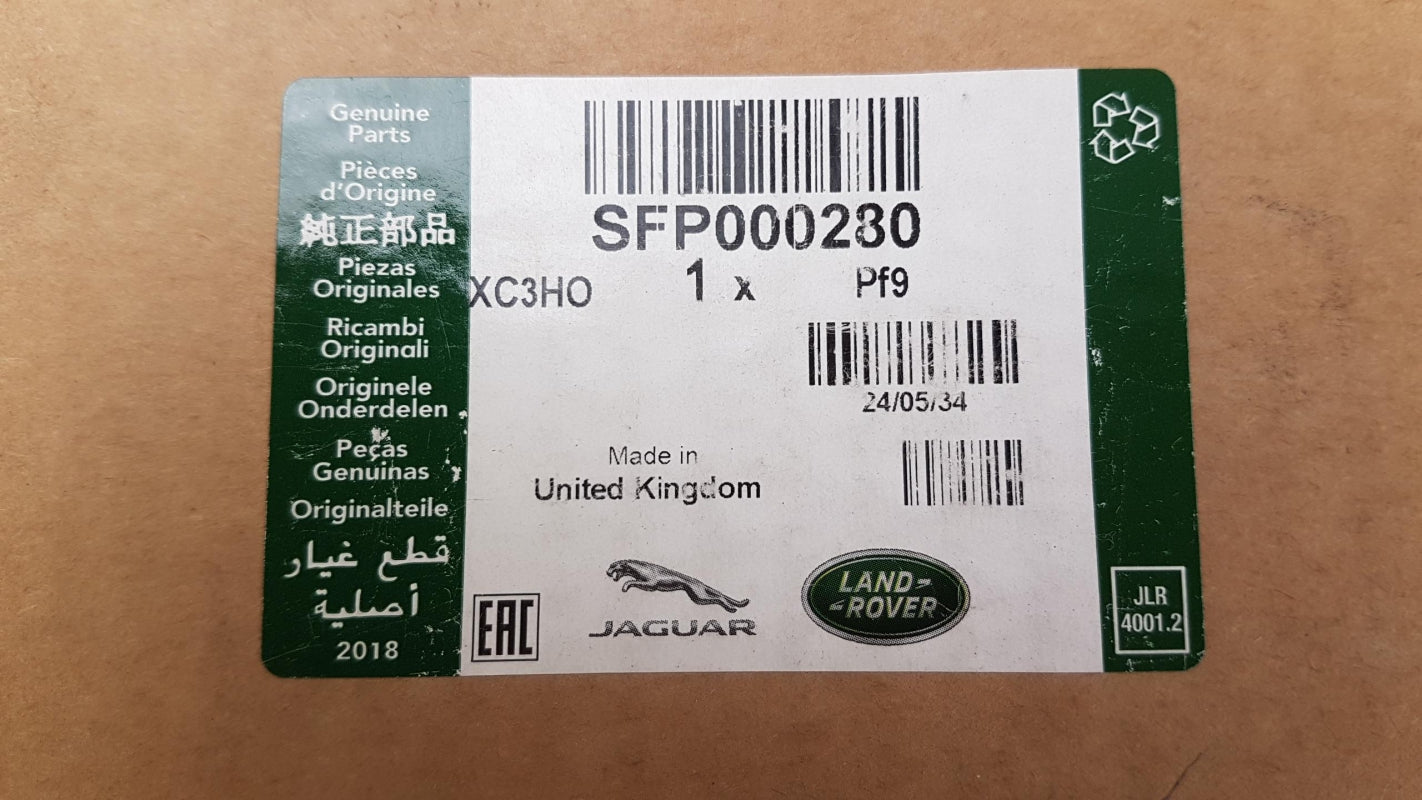 Genuine
Parts
Pièces
d'Origine
純正部品
Piezas
Originales
Ricambi
Originali
Originele
Onderdelen
Peças
Genuinas
Originalteile
قطع غيار
أصلية
2018
SFP000280
XC3HO 1 x Pf9
24/05/34
Made in
United Kingdom
EAC
JAGUAR
LAND-
-ROVER
JLR
4001.2